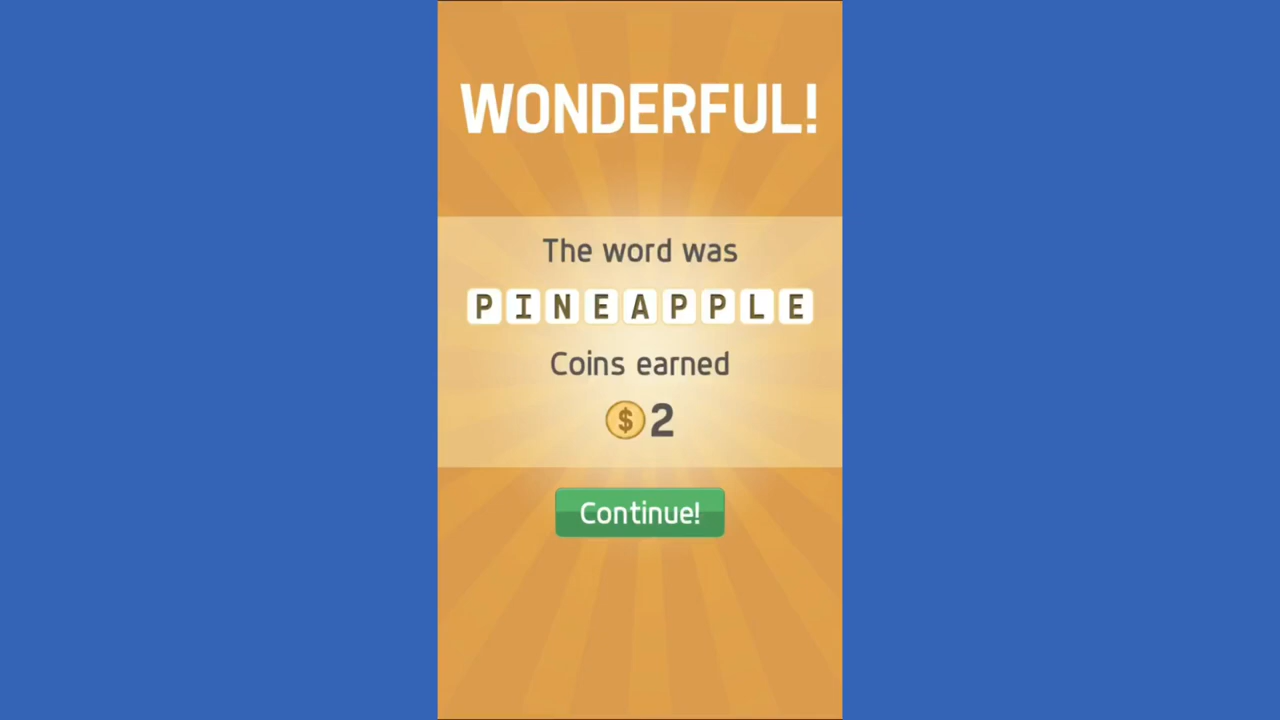 WONDERFUL!
The word was
PINEAPPLE
Coins earned
$ 2
Continue!